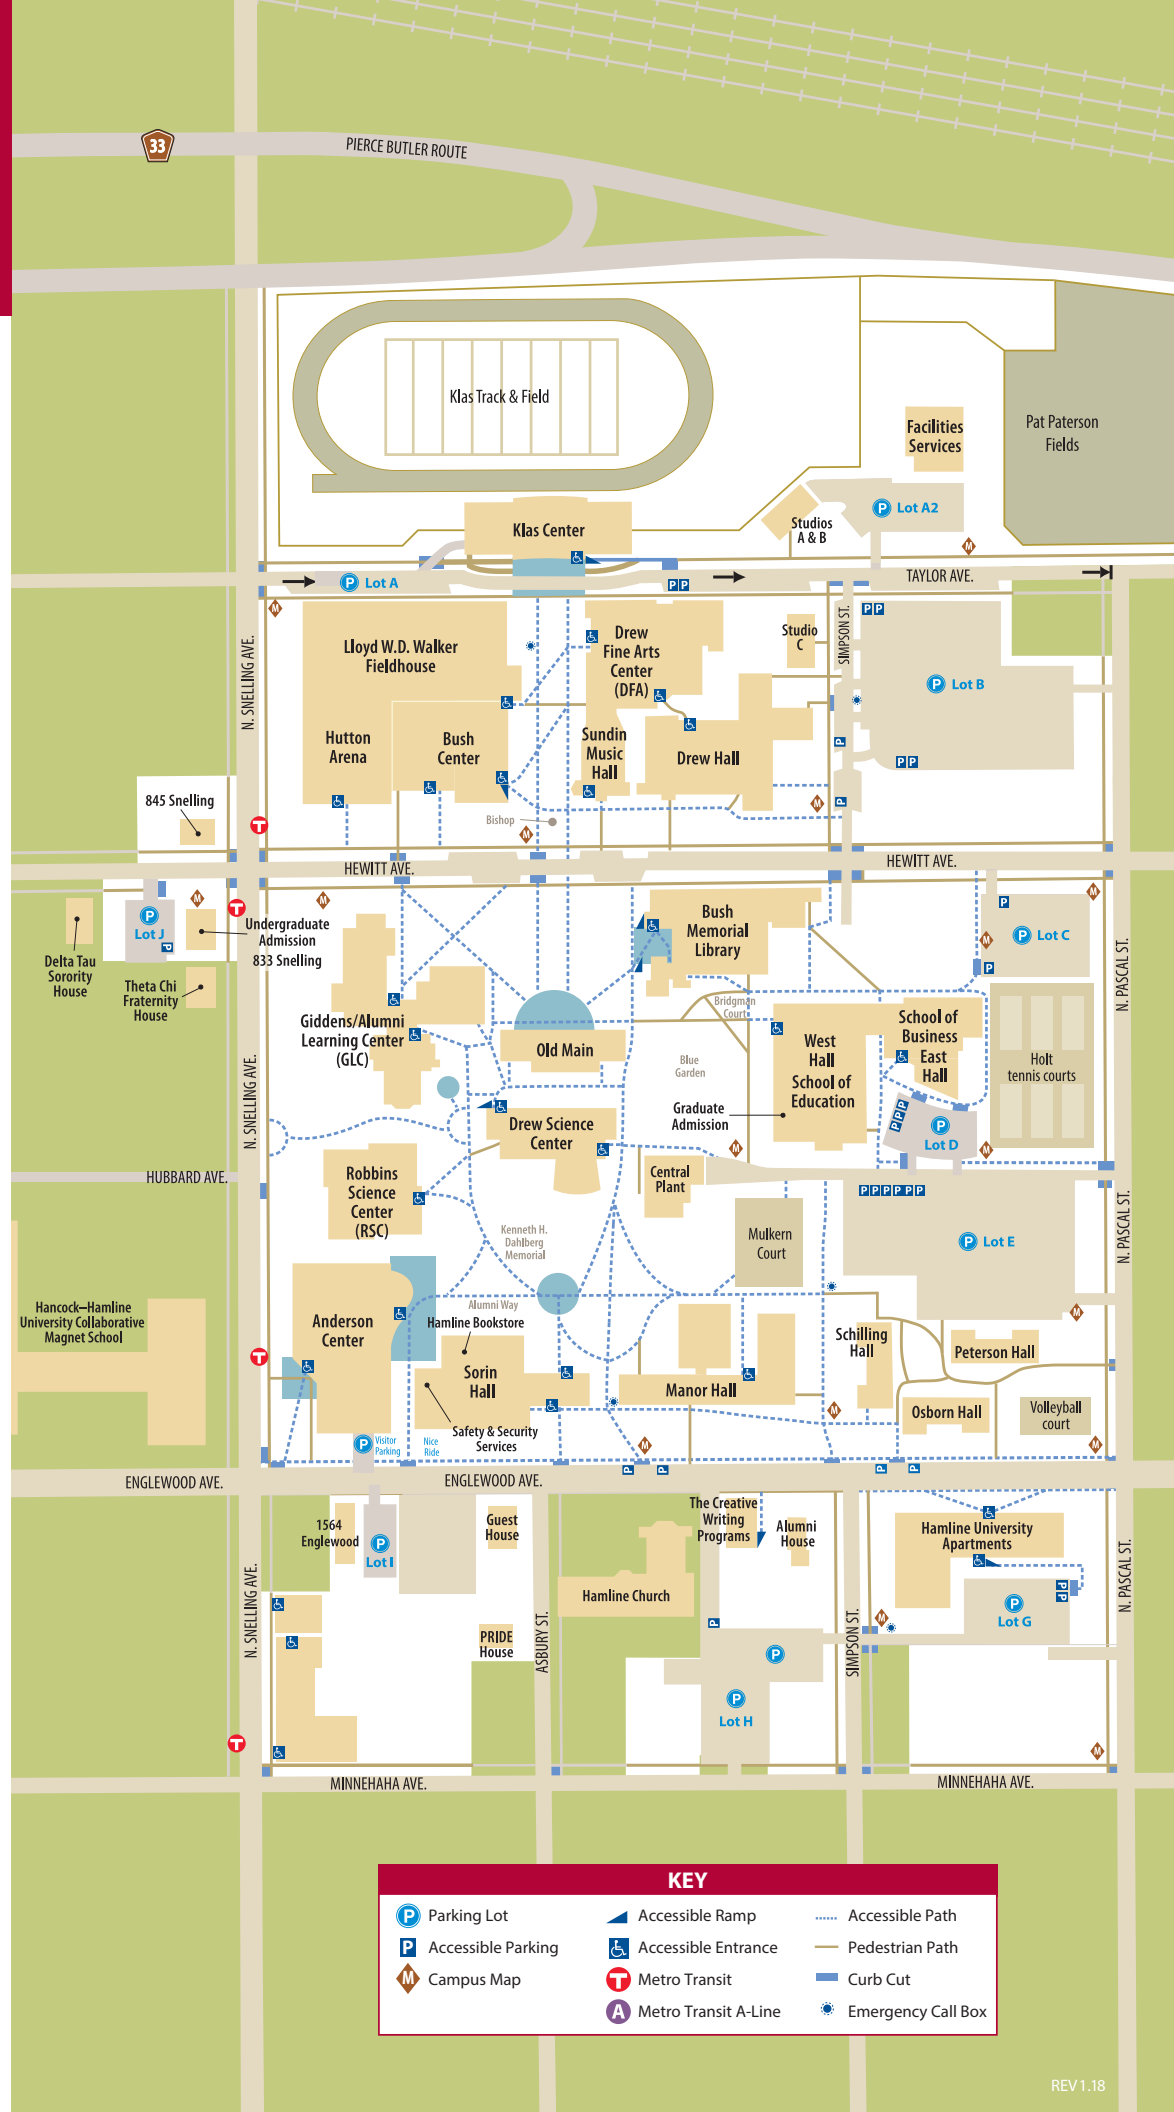 33
PIERCE BUTLER ROUTE
Klas Track & Field
Facilities
Services
Pat Paterson
Fields
P Lot A2
Klas Center
Studios
A & B
M
P Lot A
P P
TAYLOR AVE.
M
P P
Lloyd W.D. Walker
Fieldhouse
Drew
Fine Arts
Center
(DFA)
Studio
C
SIMPSON ST.
N. SNELLING AVE.
P Lot B
Hutton
Arena
Bush
Center
Sundin
Music
Hall
Drew Hall
P
P P
845 Snelling
T
Bishop
M
M
P
HEWITT AVE.
HEWITT AVE.
M
T
M
P
Lot J
P
Undergraduate
Admission
833 Snelling
Delta Tau
Sorority
House
Theta Chi
Fraternity
House
Bush
Memorial
Library
M
P
M
P Lot C
P
N. PASCAL ST.
Giddens/Alumni
Learning Center
(GLC)
Old Main
Bridgman
Court
West
Hall
School of
Education
School of
Business
East
Hall
Holt
tennis courts
Blue
Garden
N. SNELLING AVE.
Graduate
Admission
Drew Science
Center
P P P
P
Lot D
M
M
HUBBARD AVE.
Robbins
Science
Center
(RSC)
Central
Plant
P P P P P P
N. PASCAL ST.
Kenneth H.
Dahlberg
Memorial
Mulkern
Court
P Lot E
Hancock–Hamline
University Collaborative
Magnet School
Alumni Way
Hamline Bookstore
Anderson
Center
M
Schilling
Hall
Peterson Hall
T
Sorin
Hall
Manor Hall
M
Osborn Hall
Volleyball
court
Safety & Security
Services
P
Visitor
Parking
Nice
Ride
M
M
P
P
P
P
ENGLEWOOD AVE.
ENGLEWOOD AVE.
1564
Englewood
P
Lot I
Guest
House
The Creative
Writing
Programs
Alumni
House
Hamline University
Apartments
N. SNELLING AVE.
Hamline Church
P P
P
Lot G
N. PASCAL ST.
P
M
PRIDE
House
ASBURY ST.
SIMPSON ST.
P
P
Lot H
T
M
MINNEHAHA AVE.
MINNEHAHA AVE.
KEY
P Parking Lot
Accessible Ramp
Accessible Path
P Accessible Parking
Accessible Entrance
Pedestrian Path
M Campus Map
T Metro Transit
Curb Cut
A Metro Transit A-Line
Emergency Call Box
REV1.18